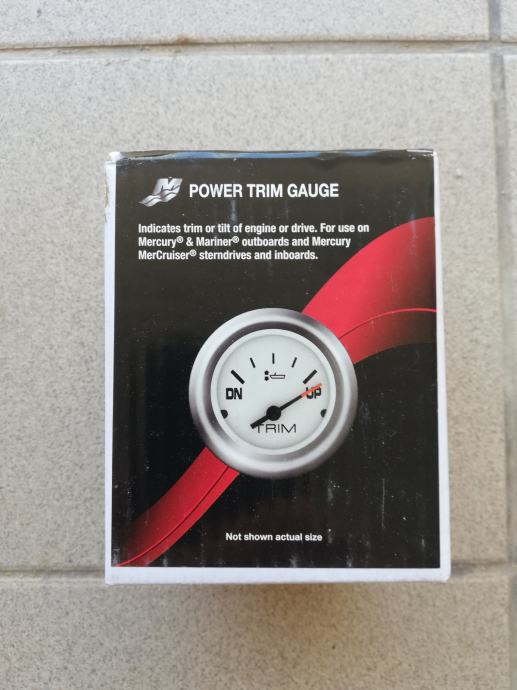 POWER TRIM GAUGE
Indicates trim or tilt of engine or drive. For use on
Mercury® & Mariner® outboards and Mercury
MerCruiser® sterndrives and inboards.
DN UP
TRIM
Not shown actual size